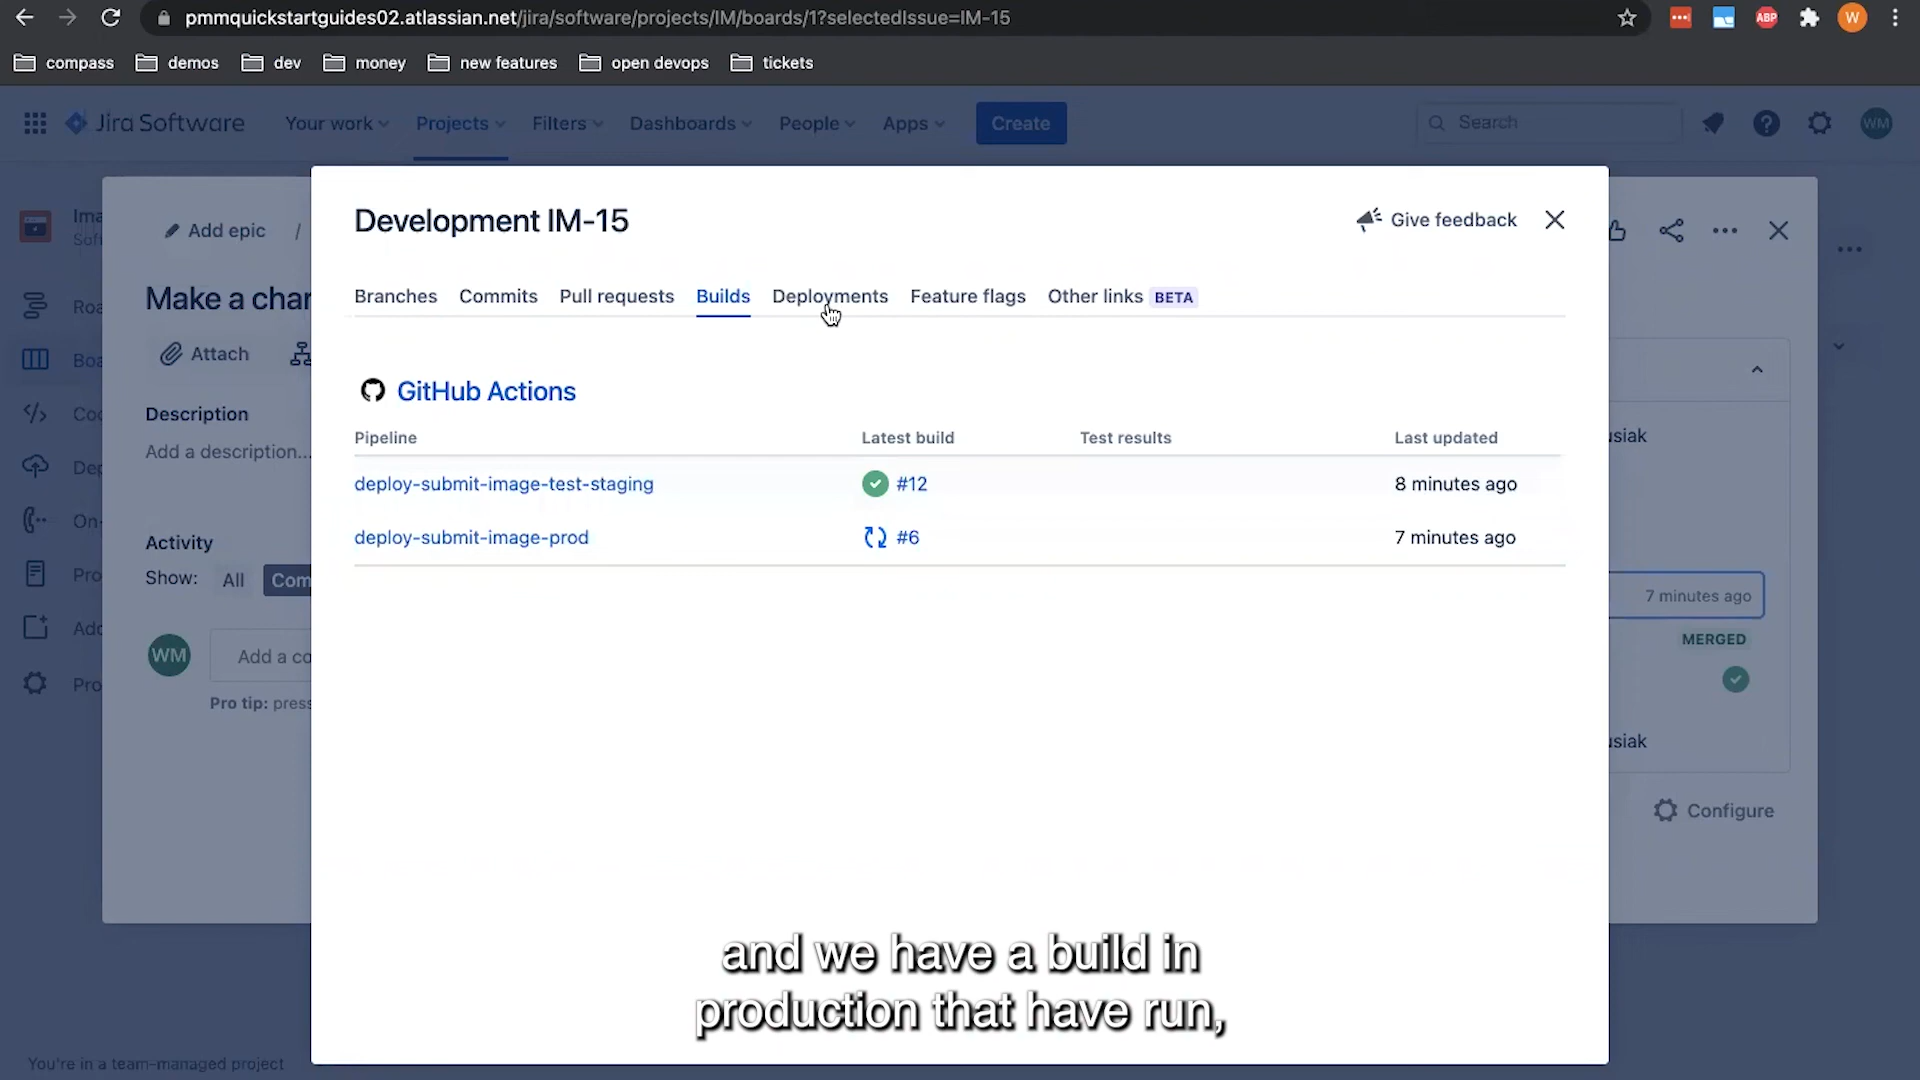 pmmquickstartguides02.atlassian.net/jira/software/projects/IM/boards/1?selectedIssue=IM-15
ABP
W
compass demos dev money new features open devops tickets
Jira Software Your work Projects Filters Dashboards People Apps Create Search WM
Development IM-15 Give feedback
Add epic /
Make a char
Branches Commits Pull requests Builds Deployments Feature flags Other links BETA
Attach
GitHub Actions
Description
Add a description...
Pipeline Latest build Test results Last updated
deploy-submit-image-test-staging #12 8 minutes ago
deploy-submit-image-prod #6 7 minutes ago
Activity
Show: All Com
7 minutes ago
MERGED
WM Add a co
Pro tip: press
usiak
usiak
Configure
and we have a build in
production that have run,
You're in a team-managed project